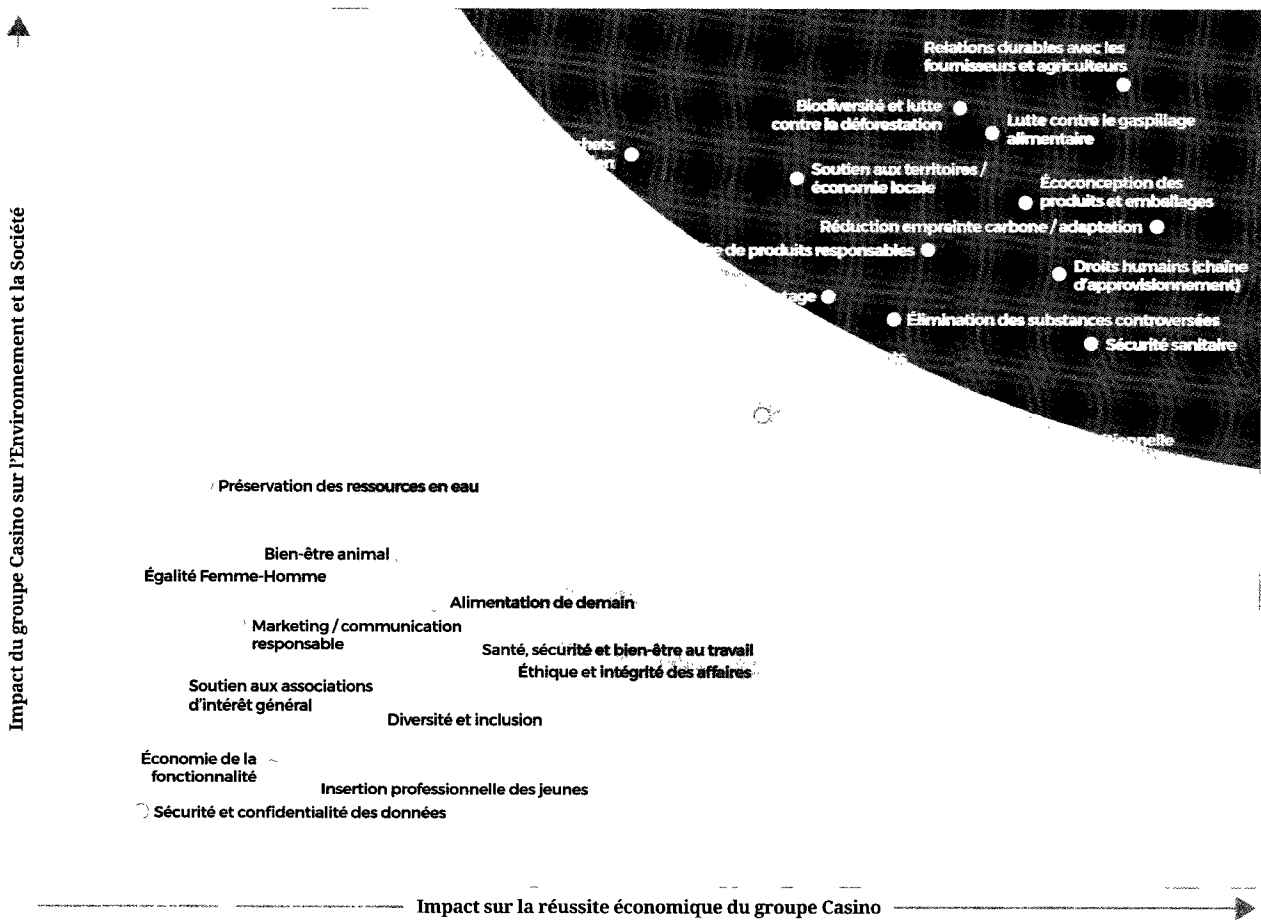 Impact du groupe Casino sur l'Environnement et la Société
Relations durables avec les
fournisseurs et agriculteurs
Biodiversité et lutte
contre la déforestation
Lutte contre le gaspillage
alimentaire
Soutien aux territoires /
économie locale
Écoconception des
produits et emballages
Réduction empreinte carbone / adaptation
de produits responsables
Droits humains (chaîne
d'approvisionnement)
Élimination des substances controversées
Sécurité sanitaire
Préservation des ressources en eau
Bien-être animal
Égalité Femme-Homme
Alimentation de demain
Marketing / communication
responsable
Santé, sécurité et bien-être au travail
Éthique et intégrité des affaires
Soutien aux associations
d'intérêt général
Diversité et inclusion
Économie de la
fonctionnalité
Insertion professionnelle des jeunes
Sécurité et confidentialité des données
Impact sur la réussite économique du groupe Casino